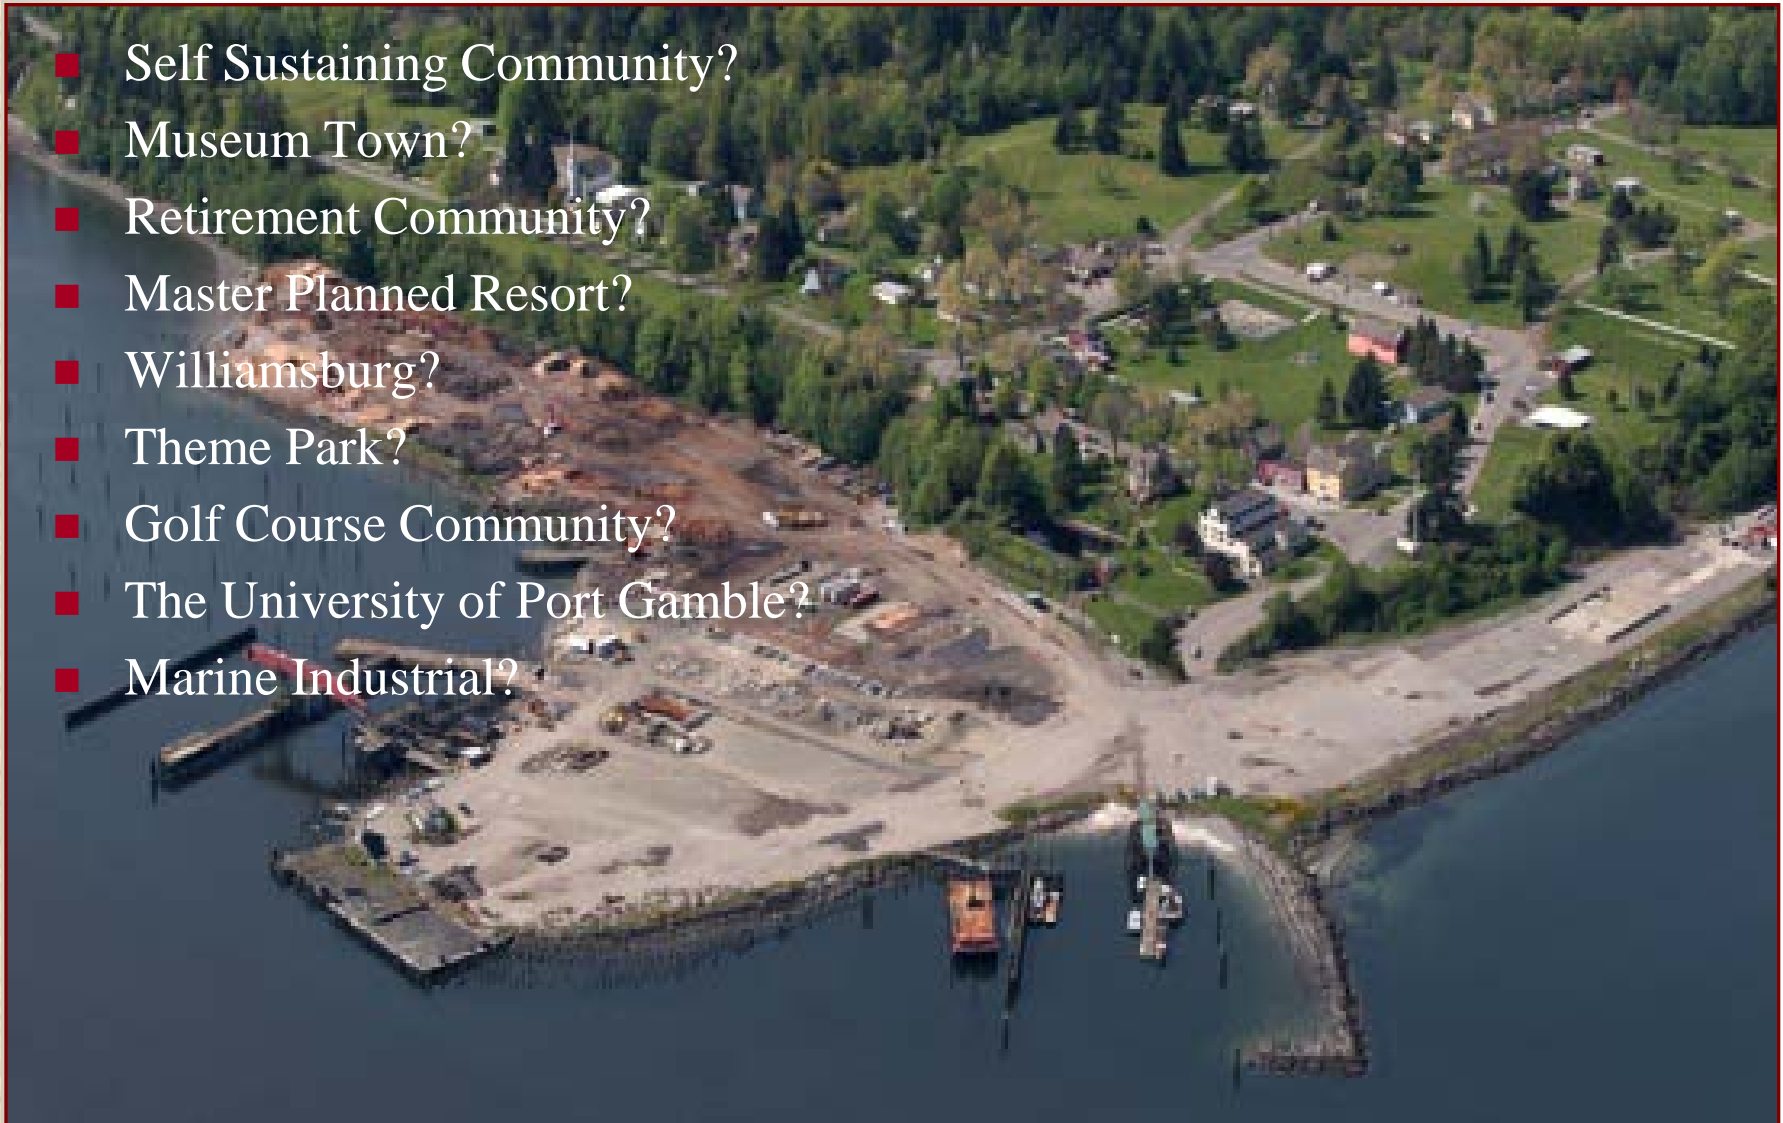 Self Sustaining Community?
Museum Town?
Retirement Community?
Master Planned Resort?
Williamsburg?
Theme Park?
Golf Course Community?
The University of Port Gamble?
Marine Industrial?